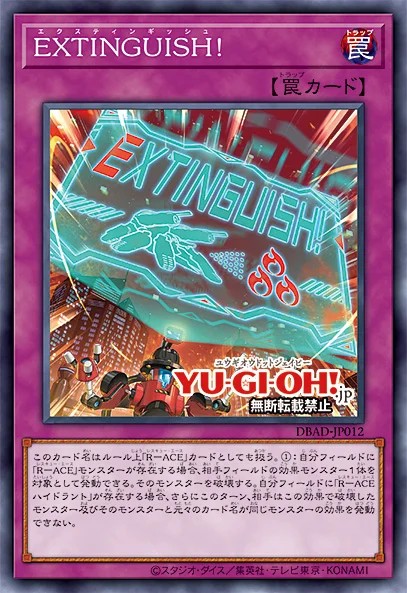 エクスティンギッシュ
EXTINGUISH!
トラップ
罠
トラップ
【罠カード】
EXTINGUISH!
ユウギオウドットジェイピー
YU-GI-OH!.jp
無断転載禁止
DBAD-JP012
このカード名はルール上「R-ACE」カードとしても扱う。①：自分フィールドに
「R-ACE」モンスターが存在する場合、相手フィールドの効果モンスター１体を
対象として発動できる。そのモンスターを破壊する。自分フィールドに「R-ACE
ハイドラント」が存在する場合、さらにこのターン、相手はこの効果で破壊した
モンスター及びそのモンスターと元々のカード名が同じモンスターの効果を発動
できない。
©スタジオ・ダイス／集英社・テレビ東京・KONAMI